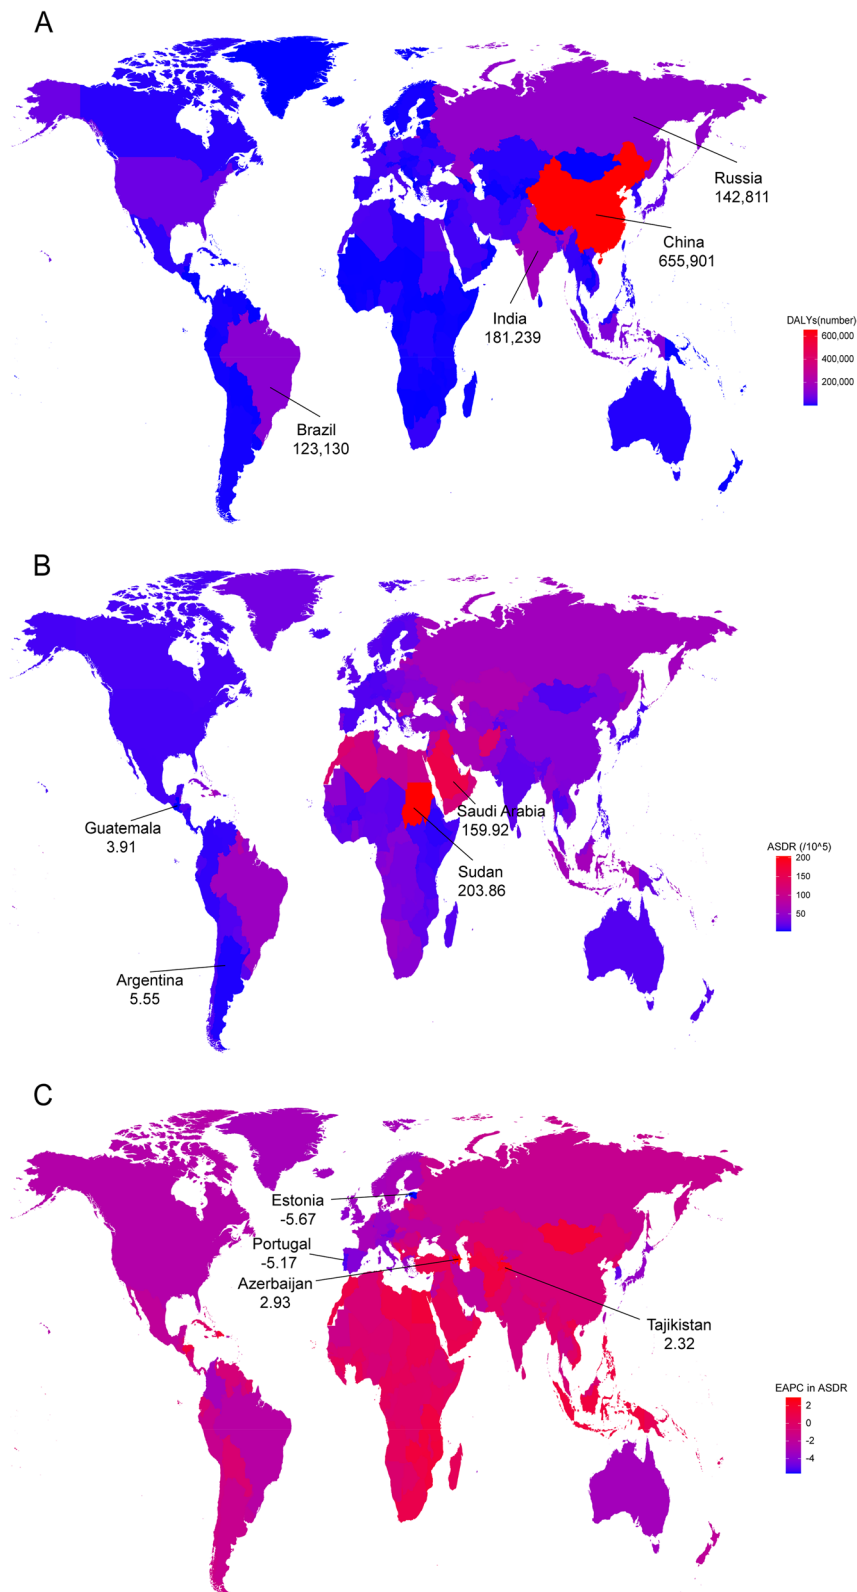 A
Russia
142,811
China
655,901
India
181,239
DALYs(number)
600,000
400,000
200,000
Brazil
123,130
B
Saudi Arabia
159.92
Guatemala
3.91
Sudan
203.86
ASDR (/10^5)
200
150
100
50
Argentina
5.55
C
Estonia
-5.67
Portugal
-5.17
Azerbaijan
2.93
Tajikistan
2.32
EAPC in ASDR
2
0
-2
-4